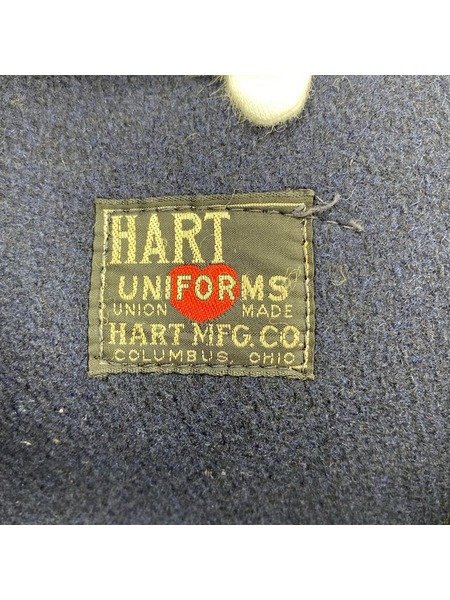 HART
UNIFORMS
UNION MADE
HART MFG. CO
COLUMBUS, OHIO